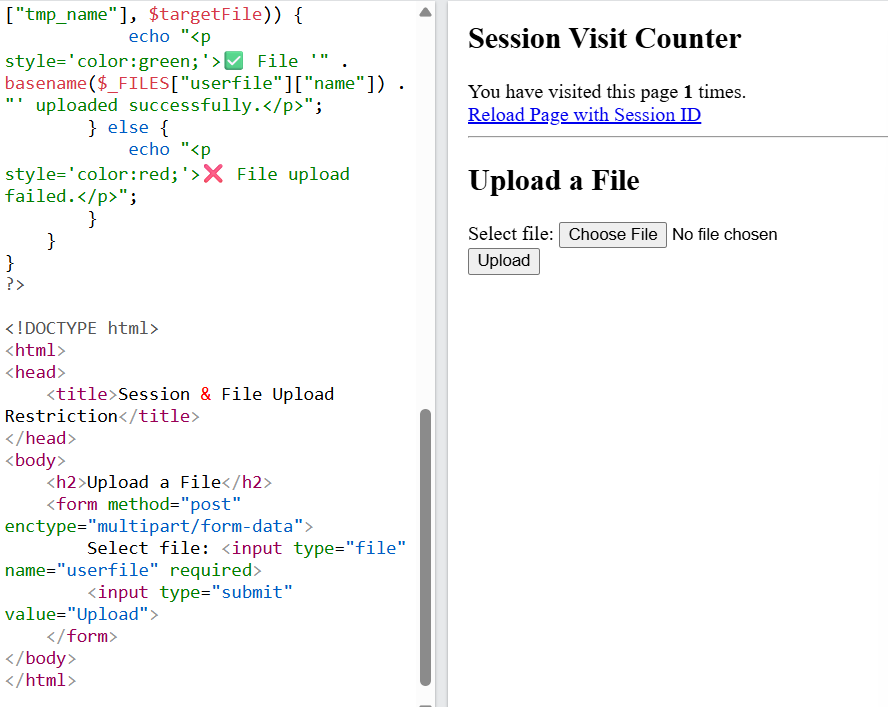 ["tmp_name"], $targetFile)) {
echo "<p
style='color:green;'>✅ File '" .
basename($_FILES["userfile"]["name"]) .
"' uploaded successfully.</p>";
} else {
echo "<p
style='color:red;'>❌ File upload
failed.</p>";
}
}
}
?>
<!DOCTYPE html>
<html>
<head>
<title>Session & File Upload
Restriction</title>
</head>
<body>
<h2>Upload a File</h2>
<form method="post"
enctype="multipart/form-data">
Select file: <input type="file"
name="userfile" required>
<input type="submit"
value="Upload">
</form>
</body>
</html>
Session Visit Counter
You have visited this page 1 times.
Reload Page with Session ID
Upload a File
Select file: Choose File No file chosen
Upload